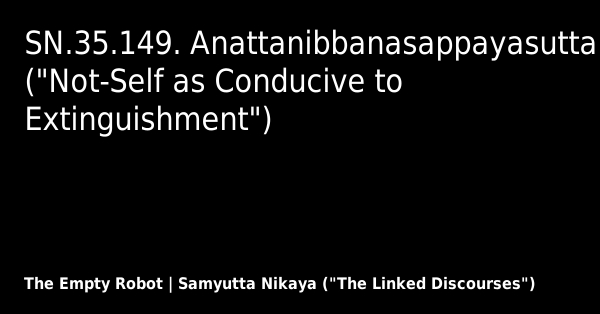 SN.35.149. Anattanibbanasappayasutta
("Not-Self as Conducive to
Extinguishment")
The Empty Robot | Samyutta Nikaya ("The Linked Discourses")